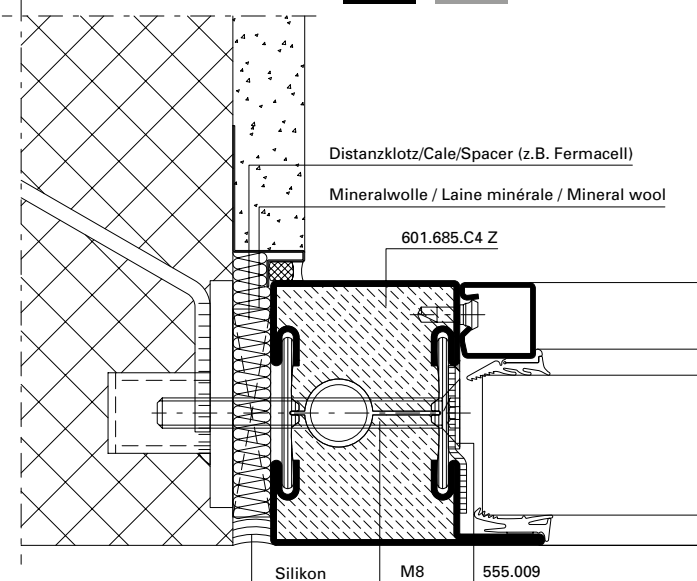 Distanzklotz/Cale/Spacer (z.B. Fermacell)
Mineralwolle / Laine minérale / Mineral wool
601.685.C4 Z
Silikon
M8
555.009